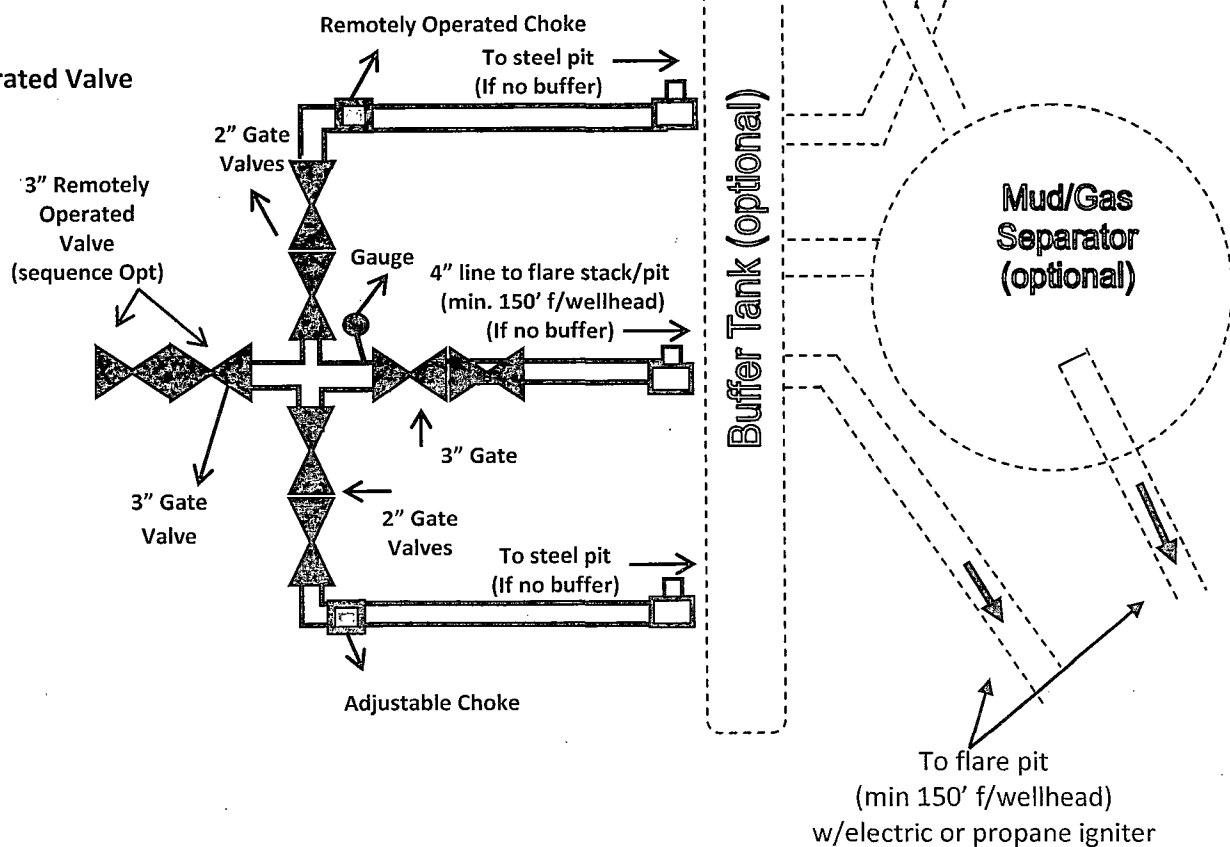 Remotely Operated Choke
To steel pit
(If no buffer)
rated Valve
2” Gate
Valves
3” Remotely
Operated
Valve
(sequence Opt)
Gauge
4” line to flare stack/pit
(min. 150’ f/wellhead)
(If no buffer)
Buffer Tank (optional)
Mud/Gas
Separator
(optional)
3” Gate
3” Gate
Valve
2” Gate
Valves
To steel pit
(If no buffer)
Adjustable Choke
To flare pit
(min 150’ f/wellhead)
w/electric or propane igniter